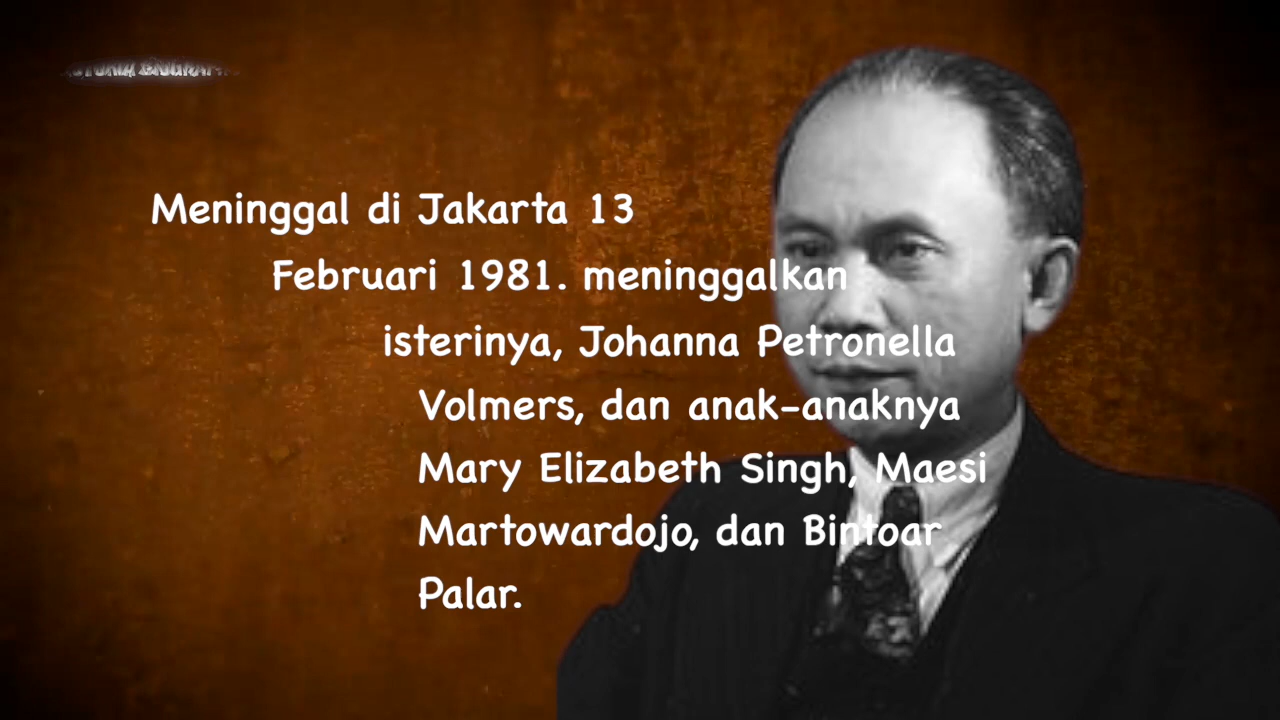 Meninggal di Jakarta 13
Februari 1981. meninggalkan
isterinya, Johanna Petronella
Volmers, dan anak-anaknya
Mary Elizabeth Singh, Maesi
Martowardojo, dan Bintoar
Palar.